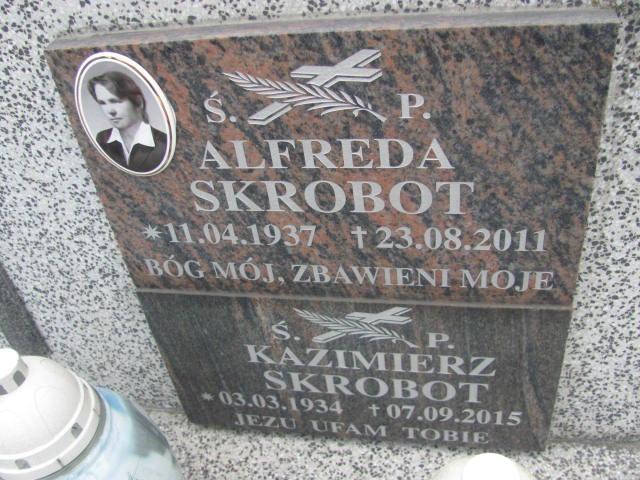 Ś. P.
ALFREDA
SKROBOT
*11.04.1937 †23.08.2011
BÓG MÓJ, ZBAWIENI MOJE
Ś. P.
KAZIMIERZ
SKROBOT
*03.03.1934 †07.09.2015
JEZU UFAM TOBIE